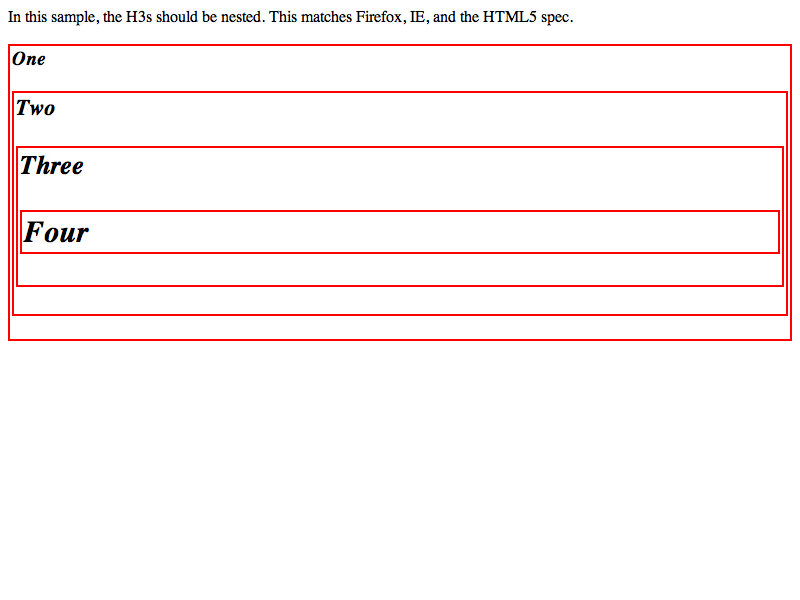 In this sample, the H3s should be nested. This matches Firefox, IE, and the HTML5 spec.
One
Two
Three
Four